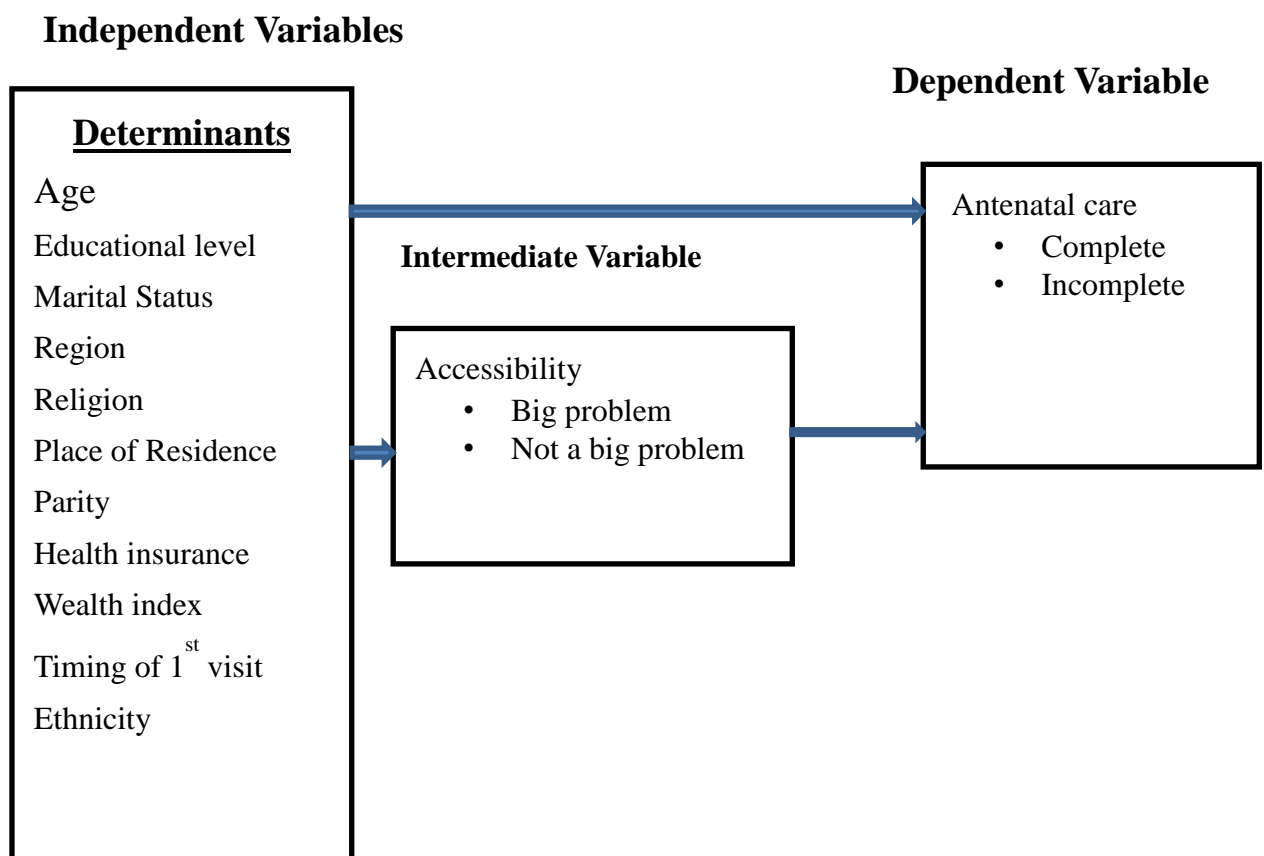 Independent Variables
Dependent Variable
Determinants
Age
Educational level
Marital Status
Region
Religion
Place of Residence
Parity
Health insurance
Wealth index
Timing of 1st visit
Ethnicity
Intermediate Variable
Accessibility
• Big problem
• Not a big problem
Antenatal care
• Complete
• Incomplete